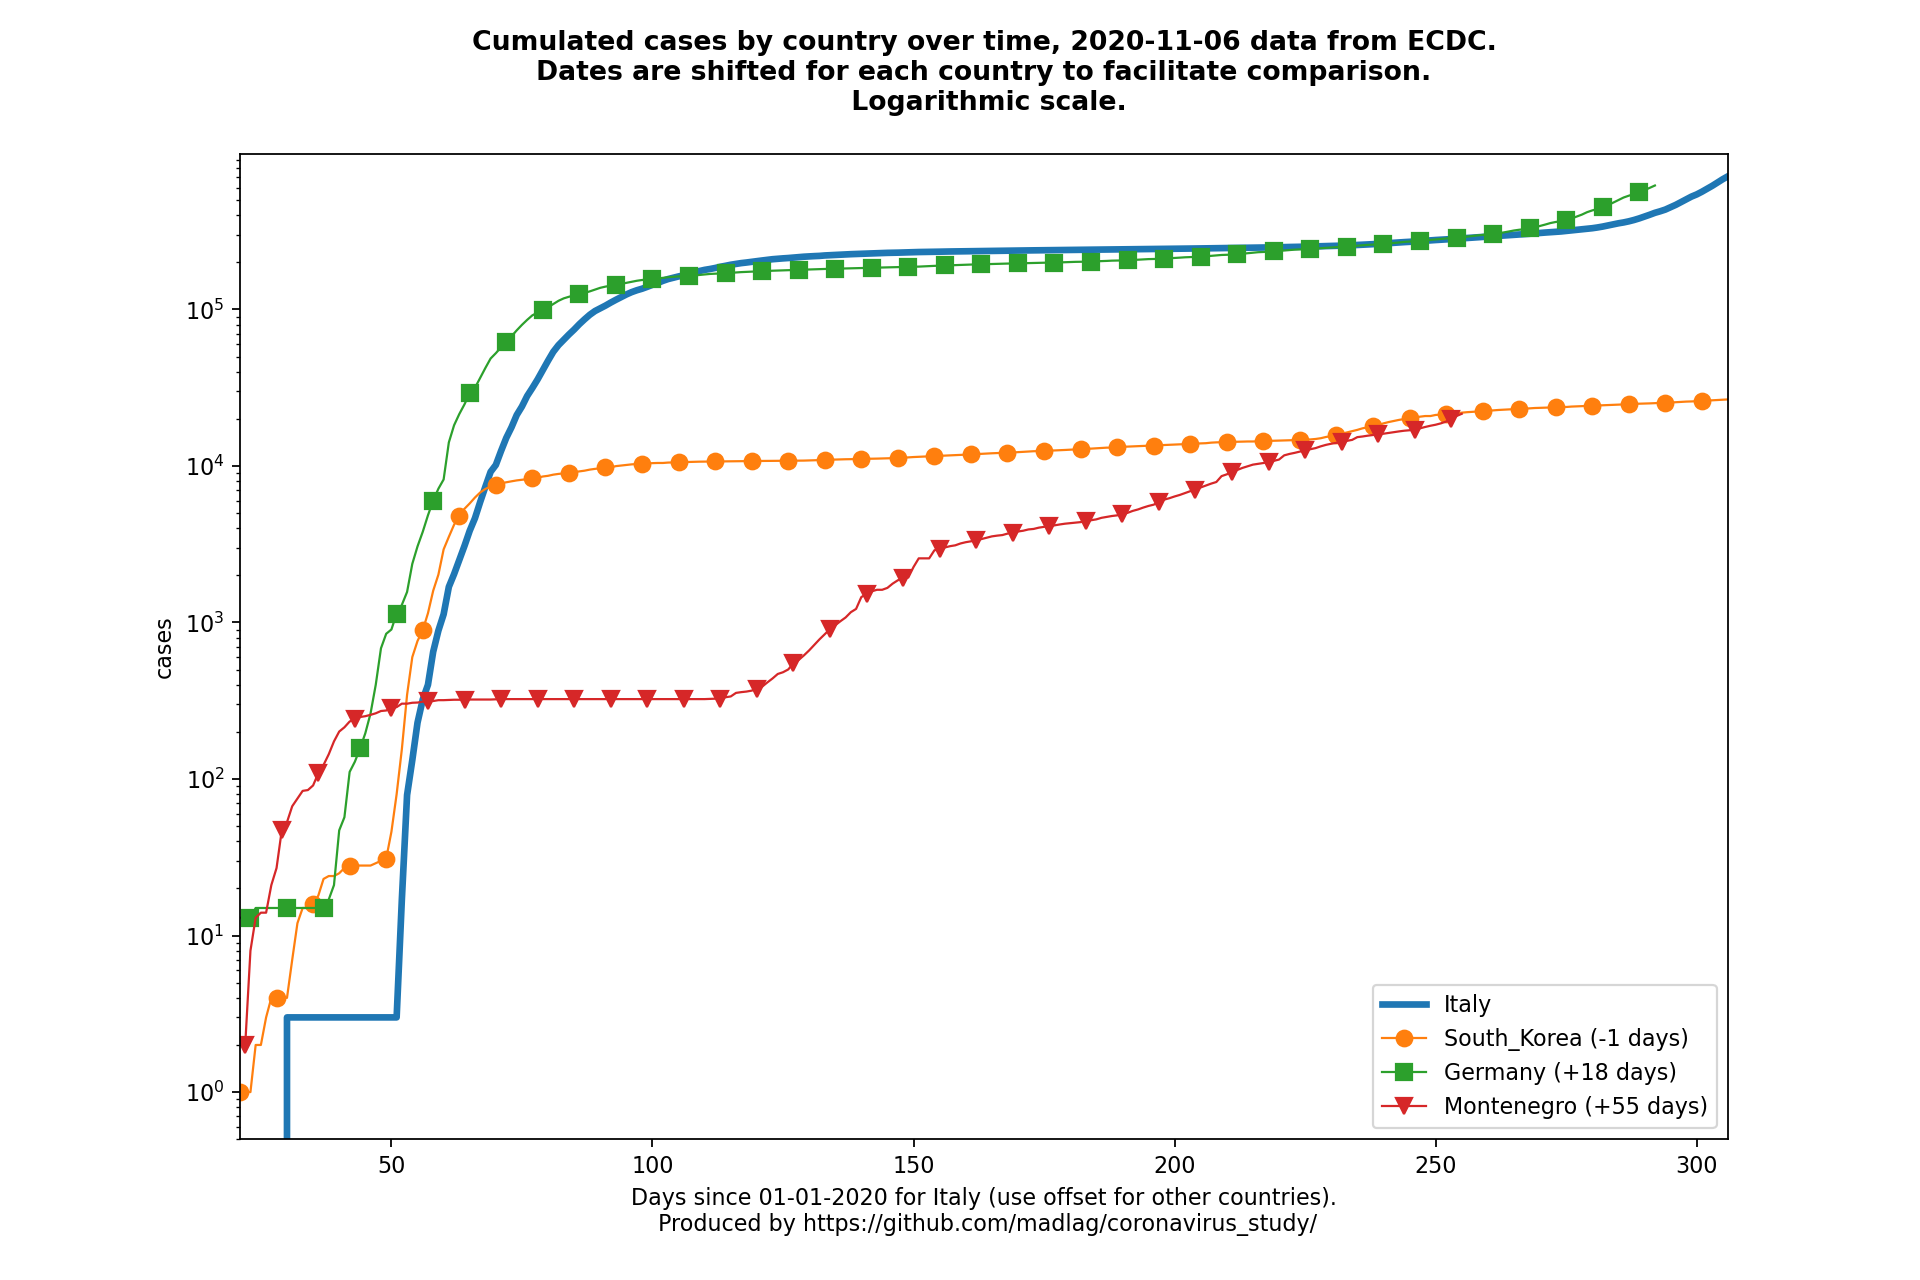 Cumulated cases by country over time, 2020-11-06 data from ECDC.
Dates are shifted for each country to facilitate comparison.
Logarithmic scale.
cases
10^5
10^4
10^3
10^2
10^1
10^0
50
100
150
200
250
300
Italy
South_Korea (-1 days)
Germany (+18 days)
Montenegro (+55 days)
Days since 01-01-2020 for Italy (use offset for other countries).
Produced by https://github.com/madlag/coronavirus_study/